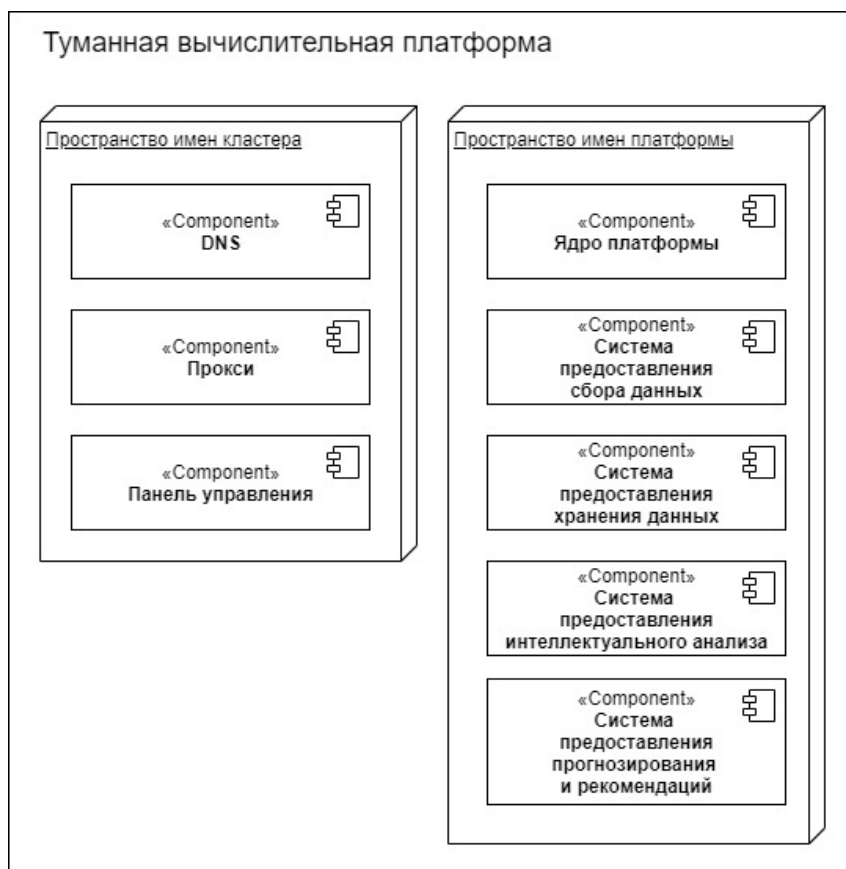 Туманная вычислительная платформа
Пространство имен кластера
«Component»
DNS
«Component»
Прокси
«Component»
Панель управления
Пространство имен платформы
«Component»
Ядро платформы
«Component»
Система
предоставления
сбора данных
«Component»
Система
предоставления
хранения данных
«Component»
Система
предоставления
интеллектуального анализа
«Component»
Система
предоставления
прогнозирования
и рекомендаций